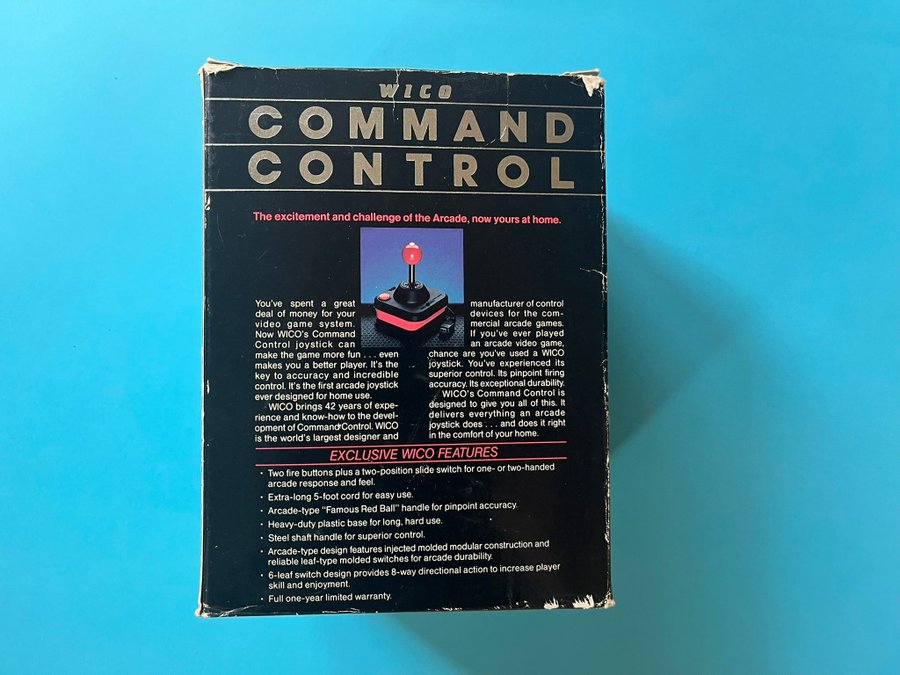 WICO
COMMAND
CONTROL
The excitement and challenge of the Arcade, now yours at home.
You've spent a great
deal of money for your
video game system.
Now WICO's Command
Control joystick can
make the game more fun . . . even
makes you a better player. It's the
key to accuracy and incredible
control. It's the first arcade joystick
ever designed for home use.
WICO brings 42 years of expe-
rience and know-how to the devel-
opment of Command Control. WICO
is the world's largest designer and
manufacturer of control
devices for the com-
mercial arcade games.
If you've ever played
an arcade video game,
chance are you've used a WICO
joystick. You've experienced its
superior control. Its pinpoint firing
accuracy. Its exceptional durability.
WICO's Command Control is
designed to give you all of this. It
delivers everything an arcade
joystick does . . . and does it right
in the comfort of your home.
EXCLUSIVE WICO FEATURES
• Two fire buttons plus a two-position slide switch for one- or two-handed
arcade response and feel.
• Extra-long 5-foot cord for easy use.
• Arcade-type "Famous Red Ball" handle for pinpoint accuracy.
• Heavy-duty plastic base for long, hard use.
• Steel shaft handle for superior control.
• Arcade-type design features injected molded modular construction and
reliable leaf-type molded switches for arcade durability.
• 6-leaf switch design provides 8-way directional action to increase player
skill and enjoyment.
• Full one-year limited warranty.